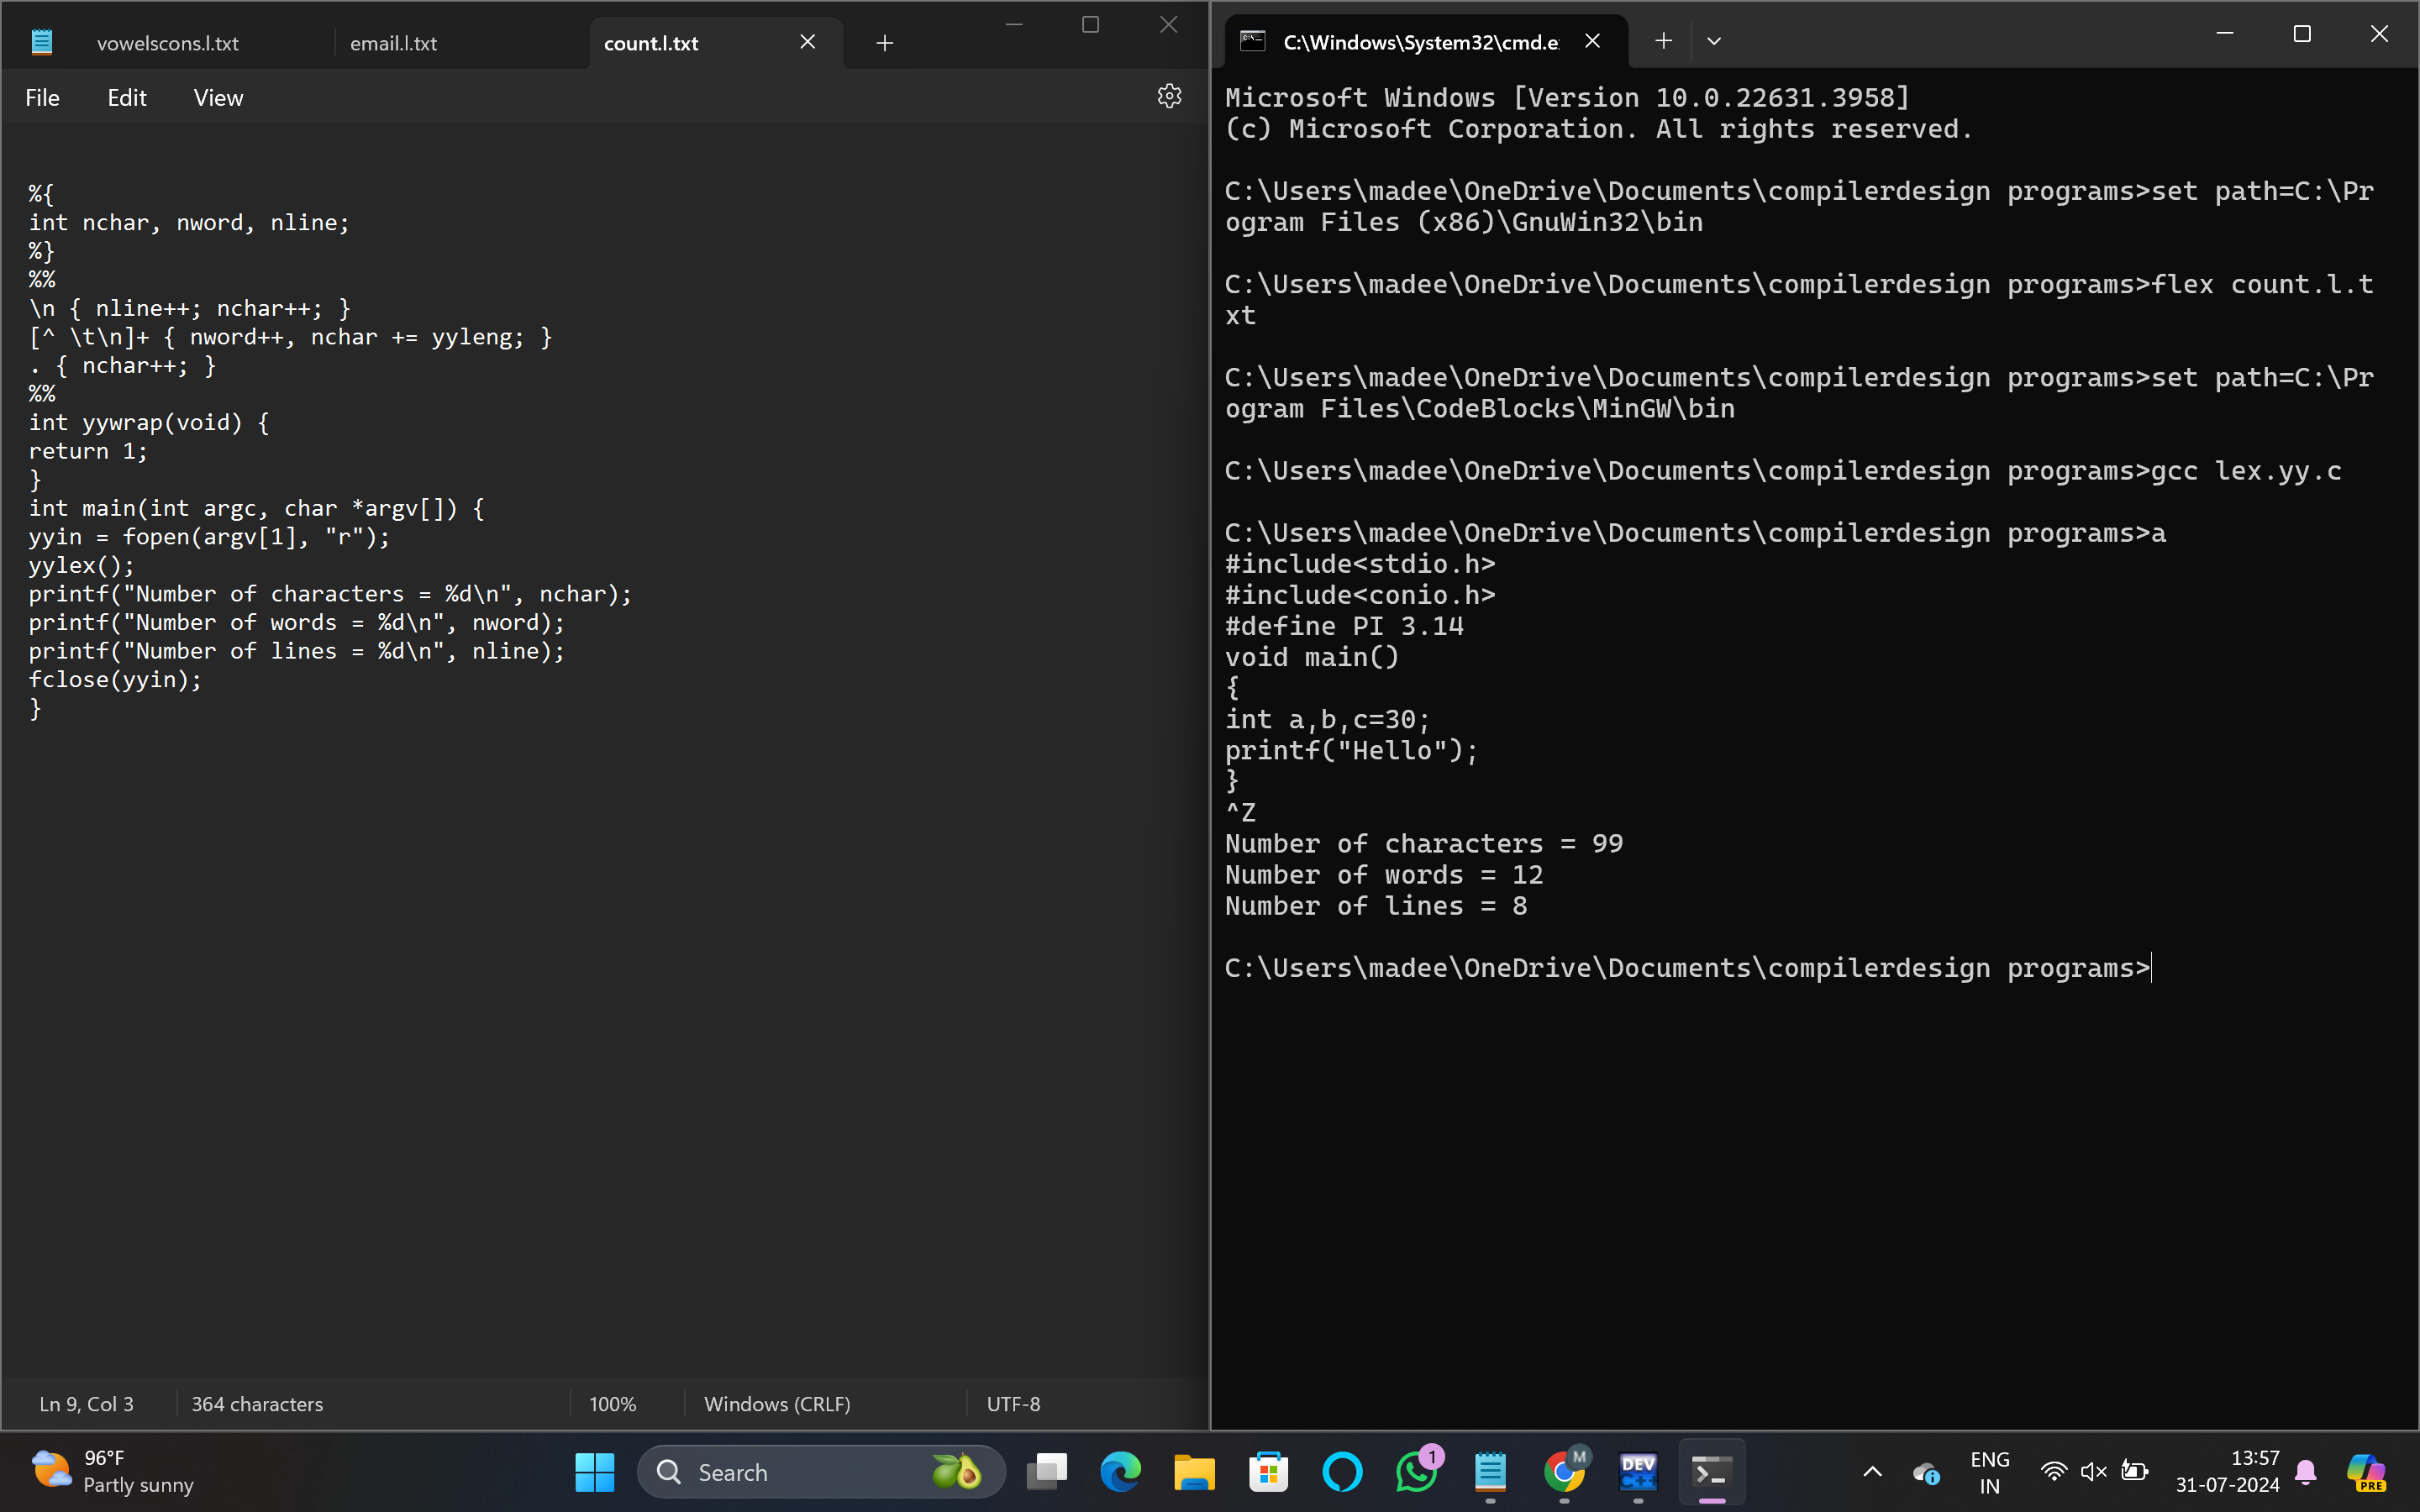 vowelscons.l.txt
email.l.txt
count.l.txt
File
Edit
View
%{
int nchar, nword, nline;
%}
%%
\n { nline++; nchar++; }
[^ \t\n]+ { nword++, nchar += yyleng; }
. { nchar++; }
%%
int yywrap(void) {
return 1;
}
int main(int argc, char *argv[]) {
yyin = fopen(argv[1], "r");
yylex();
printf("Number of characters = %d\n", nchar);
printf("Number of words = %d\n", nword);
printf("Number of lines = %d\n", nline);
fclose(yyin);
}
Ln 9, Col 3
364 characters
100%
Windows (CRLF)
UTF-8
C:\Windows\System32\cmd.e
Microsoft Windows [Version 10.0.22631.3958]
(c) Microsoft Corporation. All rights reserved.
C:\Users\madee\OneDrive\Documents\compilerdesign programs>set path=C:\Pr
ogram Files (x86)\GnuWin32\bin
C:\Users\madee\OneDrive\Documents\compilerdesign programs>flex count.l.t
xt
C:\Users\madee\OneDrive\Documents\compilerdesign programs>set path=C:\Pr
ogram Files\CodeBlocks\MinGW\bin
C:\Users\madee\OneDrive\Documents\compilerdesign programs>gcc lex.yy.c
C:\Users\madee\OneDrive\Documents\compilerdesign programs>a
#include<stdio.h>
#include<conio.h>
#define PI 3.14
void main()
{
int a,b,c=30;
printf("Hello");
}
^Z
Number of characters = 99
Number of words = 12
Number of lines = 8
C:\Users\madee\OneDrive\Documents\compilerdesign programs>
96°F
Partly sunny
Search
1
M
DEV
C++
ENG
IN
13:57
31-07-2024
PRE